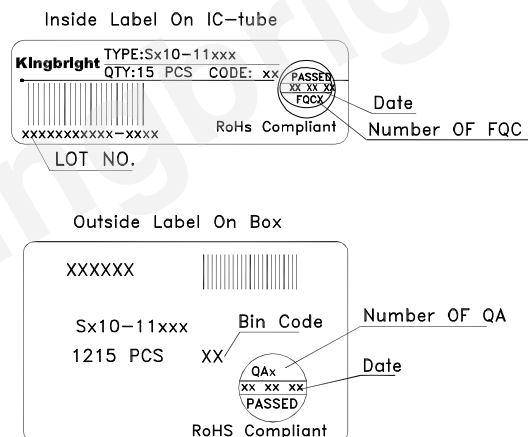 Inside Label On IC-tube
Kingbright
TYPE:Sx10-11xxx
QTY:15 PCS CODE: xx
PASSED
XX XX XX
FQCX
Date
xxxxxxxxxxx-xxxx
RoHs Compliant
Number OF FQC
LOT NO.
Outside Label On Box
XXXXXX
Sx10-11xxx
Bin Code
Number OF QA
1215 PCS
XX
QAx
Date
xx xx xx
PASSED
RoHS Compliant